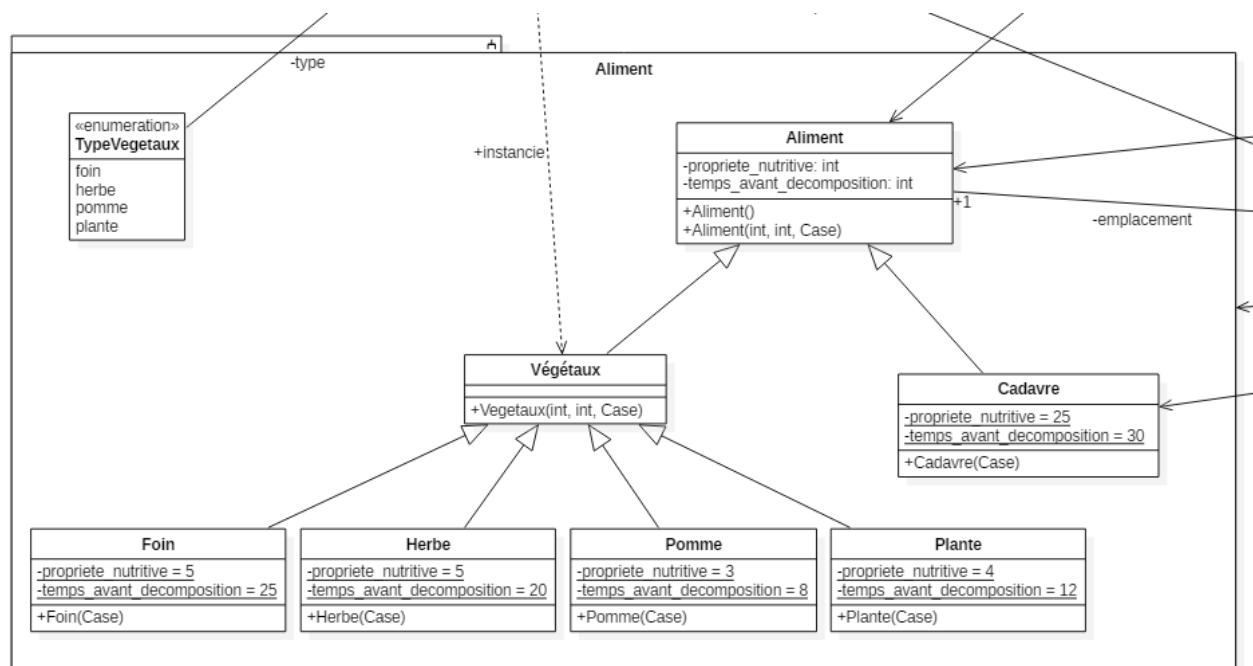 -type
Aliment
«enumeration»
TypeVegetaux
foin
herbe
pomme
plante
+instancie
Aliment
-propriete_nutritive: int
-temps_avant_decomposition: int
+Aliment()
+Aliment(int, int, Case)
+1
-emplacement
Végétaux
+Vegetaux(int, int, Case)
Cadavre
-propriete_nutritive = 25
-temps_avant_decomposition = 30
+Cadavre(Case)
Foin
-propriete_nutritive = 5
-temps_avant_decomposition = 25
+Foin(Case)
Herbe
-propriete_nutritive = 5
-temps_avant_decomposition = 20
+Herbe(Case)
Pomme
-propriete_nutritive = 3
-temps_avant_decomposition = 8
+Pomme(Case)
Plante
-propriete_nutritive = 4
-temps_avant_decomposition = 12
+Plante(Case)